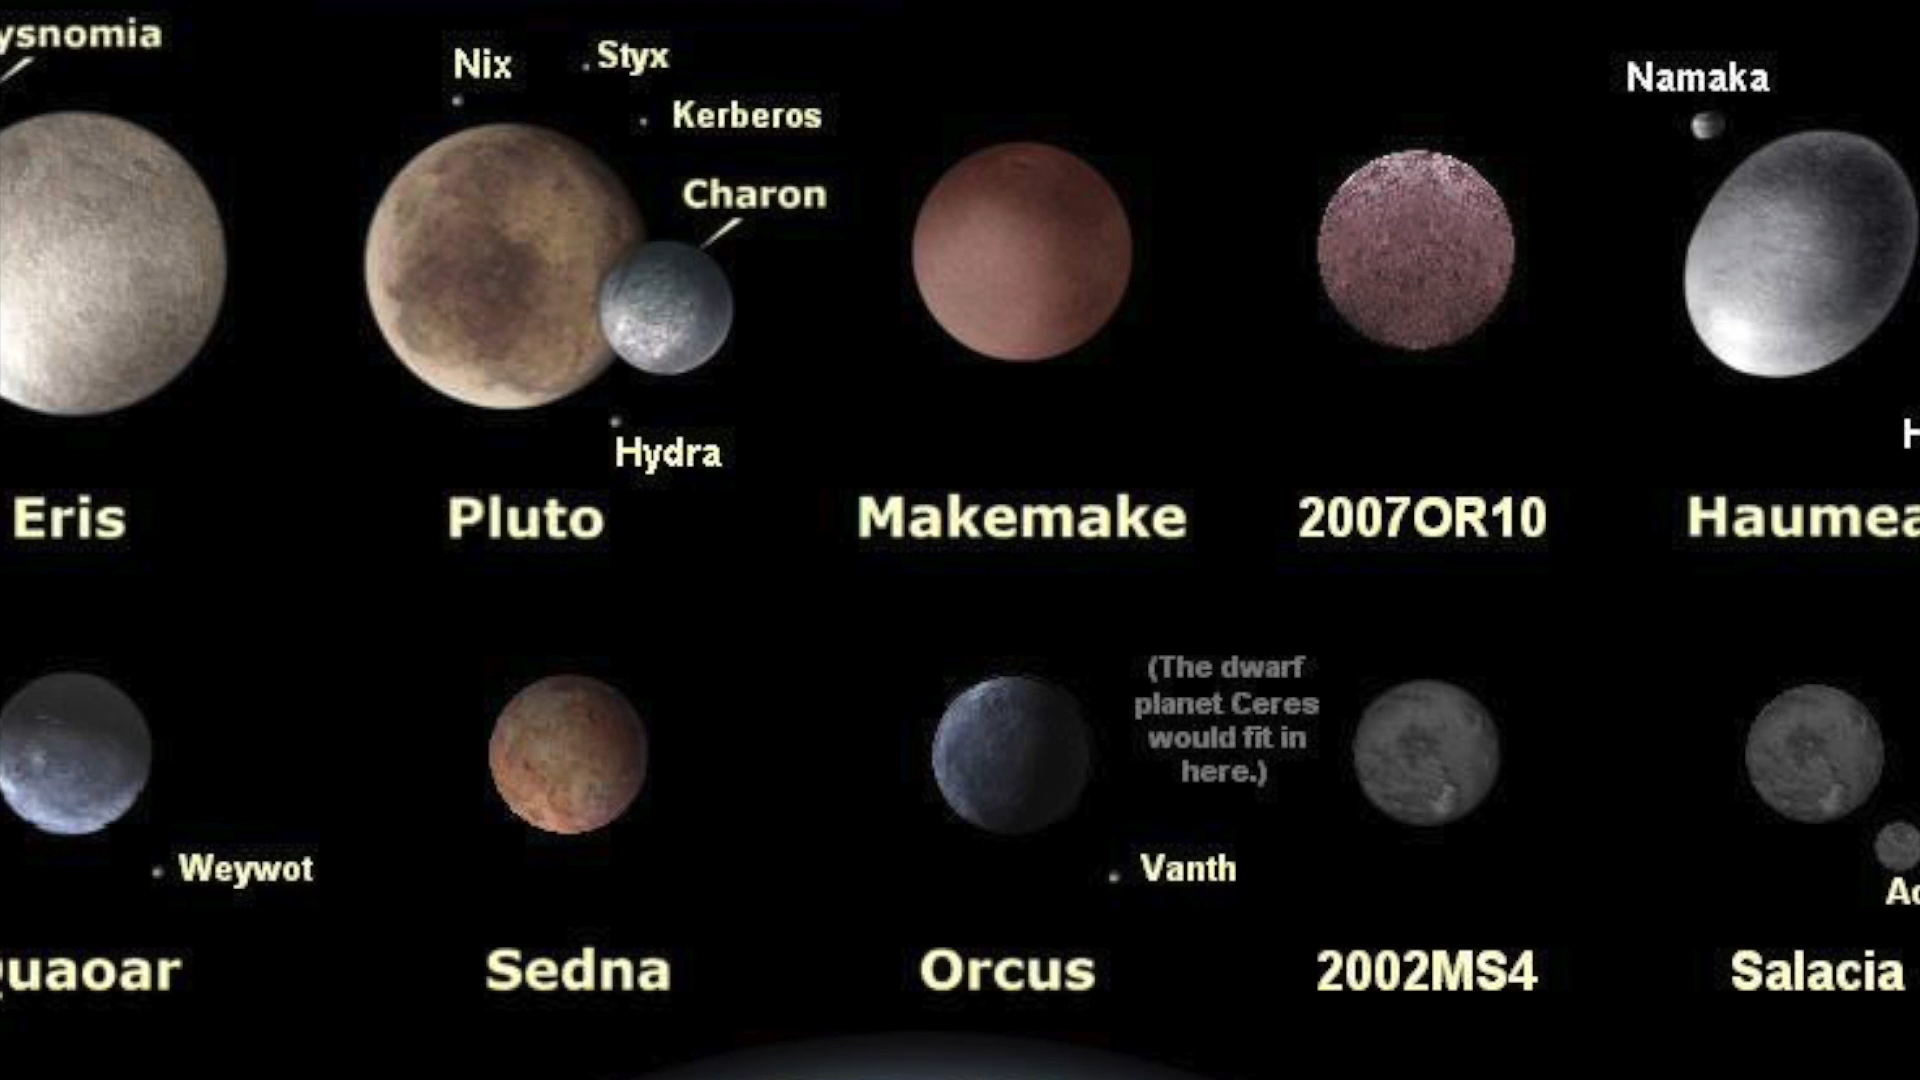 ysnomia
Nix
Styx
Kerberos
Charon
Hydra
Namaka
H
Eris
Pluto
Makemake
2007OR10
Haumea
(The dwarf
planet Ceres
would fit in
here.)
Weywot
Vanth
Ac
uaoar
Sedna
Orcus
2002MS4
Salacia